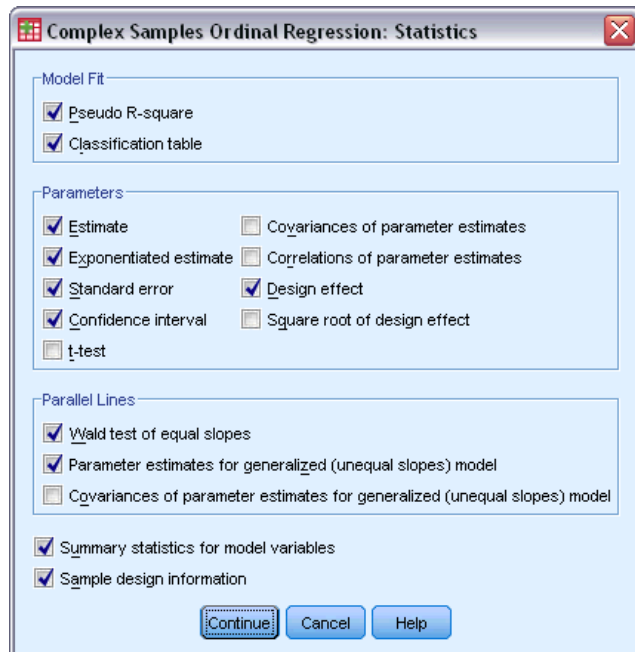 Complex Samples Ordinal Regression: Statistics
Model Fit
Pseudo R-square
Classification table
Parameters
Estimate
Covariances of parameter estimates
Exponentiated estimate
Correlations of parameter estimates
Standard error
Design effect
Confidence interval
Square root of design effect
t-test
Parallel Lines
Wald test of equal slopes
Parameter estimates for generalized (unequal slopes) model
Covariances of parameter estimates for generalized (unequal slopes) model
Summary statistics for model variables
Sample design information
Continue Cancel Help